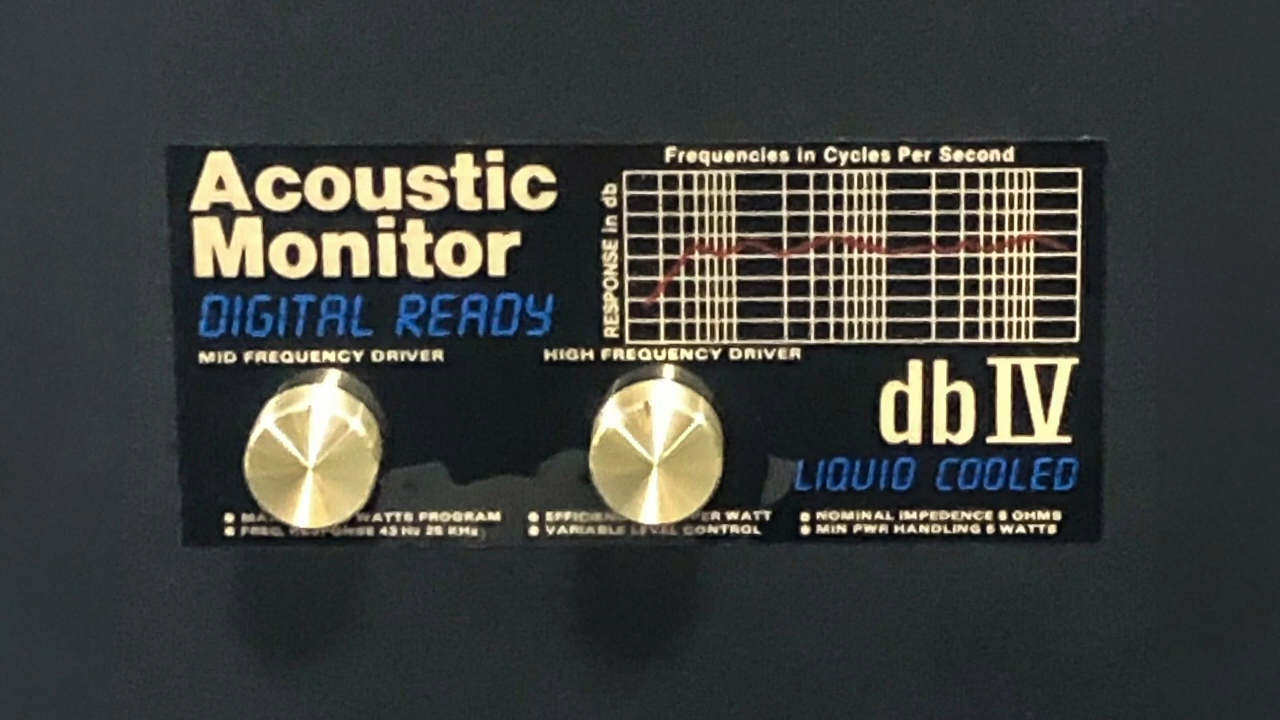 Acoustic
Monitor
DIGITAL READY
Frequencies in Cycles Per Second
RESPONSE in db
MID FREQUENCY DRIVER
HIGH FREQUENCY DRIVER
db IV
LIQUID COOLED
WATTS PROGRAM
FREQ. RESPONSE 43 Hz 25 KHz
WATT
VARIABLE LEVEL CONTROL
NOMINAL IMPEDENCE 8 OHMS
MIN PWR HANDLING 5 WATTS